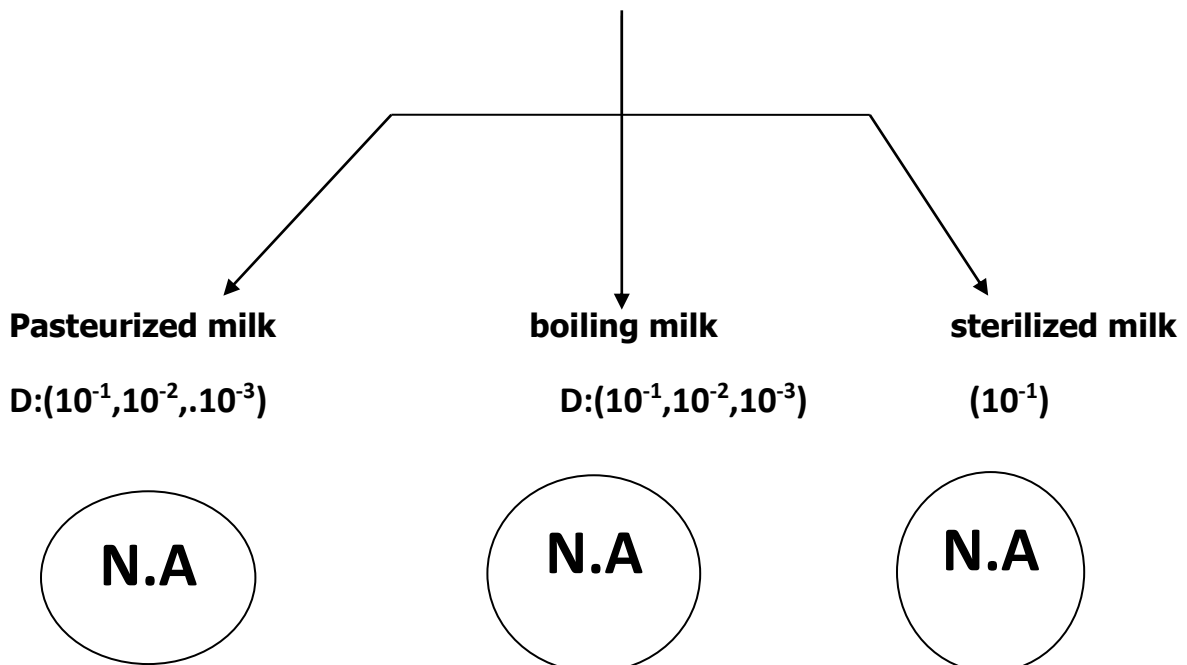 Pasteurized milk boiling milk sterilized milk
D:(10⁻¹,10⁻²,.10⁻³) D:(10⁻¹,10⁻²,10⁻³) (10⁻¹)
N.A N.A N.A